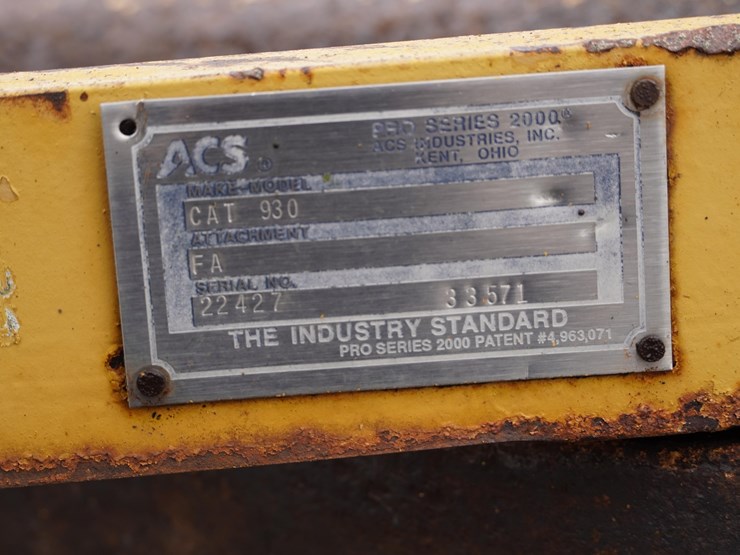 ACS®
PRO SERIES 2000®
ACS INDUSTRIES, INC.
KENT, OHIO
MAKE-MODEL
CAT 930
ATTACHMENT
FA
SERIAL NO.
22427 33571
THE INDUSTRY STANDARD
PRO SERIES 2000 PATENT #4,963,071